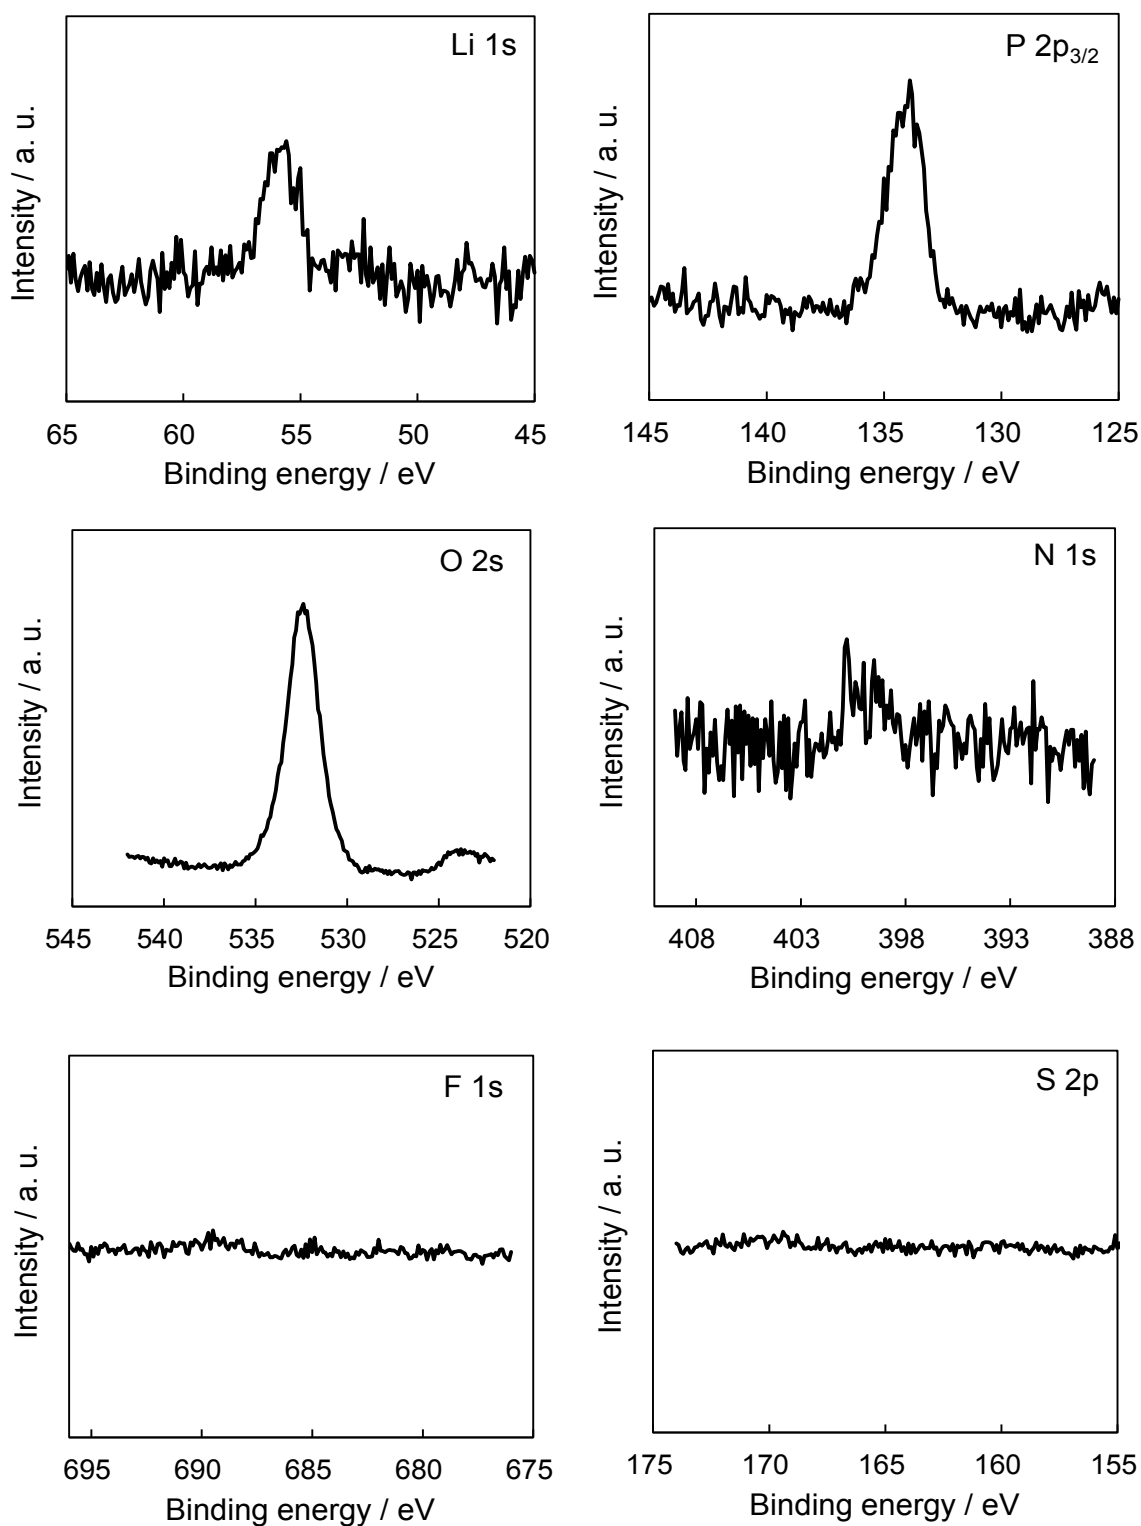 Li 1s
Intensity / a. u.
65 60 55 50 45
Binding energy / eV
P 2p3/2
Intensity / a. u.
145 140 135 130 125
Binding energy / eV
O 2s
Intensity / a. u.
545 540 535 530 525 520
Binding energy / eV
N 1s
Intensity / a. u.
408 403 398 393 388
Binding energy / eV
F 1s
Intensity / a. u.
695 690 685 680 675
Binding energy / eV
S 2p
Intensity / a. u.
175 170 165 160 155
Binding energy / eV